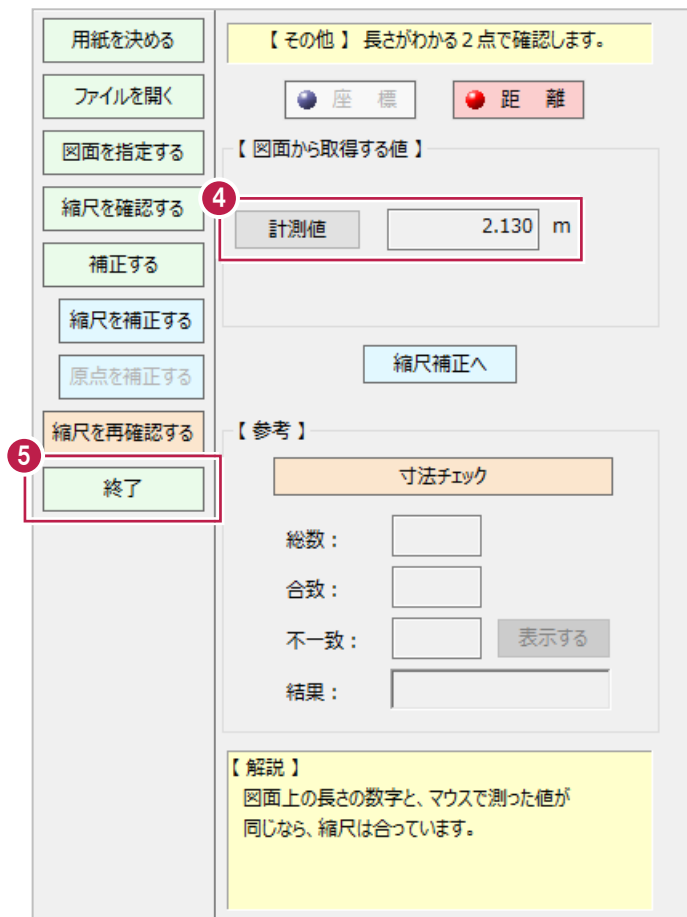 用紙を決める
ファイルを開く
図面を指定する
縮尺を確認する
補正する
縮尺を補正する
原点を補正する
縮尺を再確認する
5
終了
【 その他 】 長さがわかる２点で確認します。
座　標
距　離
【 図面から取得する値 】
4
計測値
2.130 m
縮尺補正へ
【 参考 】
寸法チェック
総数：
合致：
不一致：
表示する
結果：
【 解説 】
図面上の長さの数字と、マウスで測った値が
同じなら、縮尺は合っています。